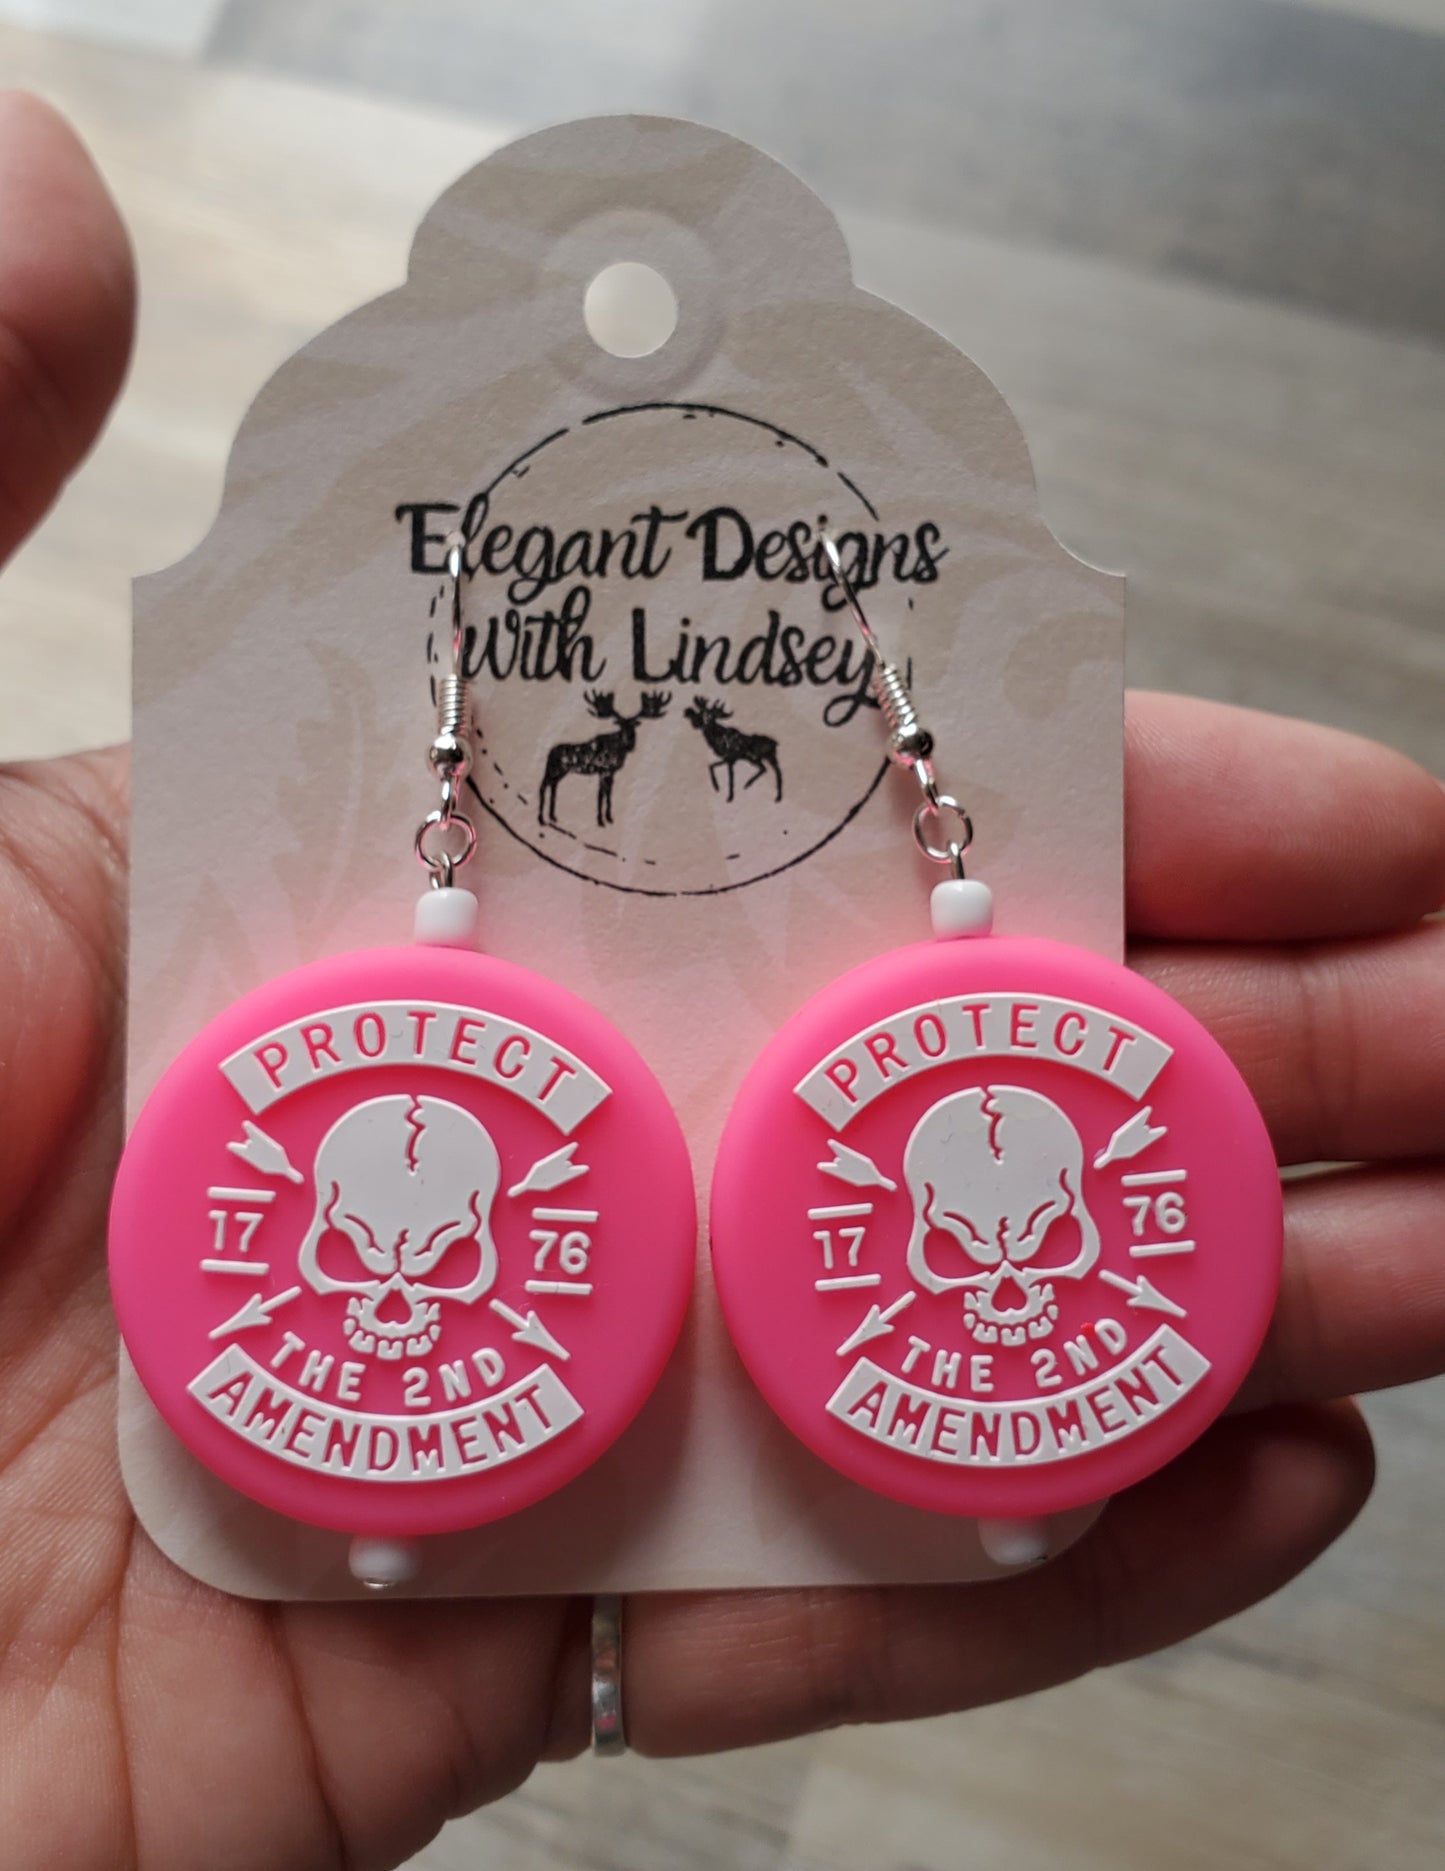 Elegant Designs
With Lindsey
PROTECT
17
76
THE 2ND
AMENDMENT
PROTECT
17
76
THE 2ND
AMENDMENT